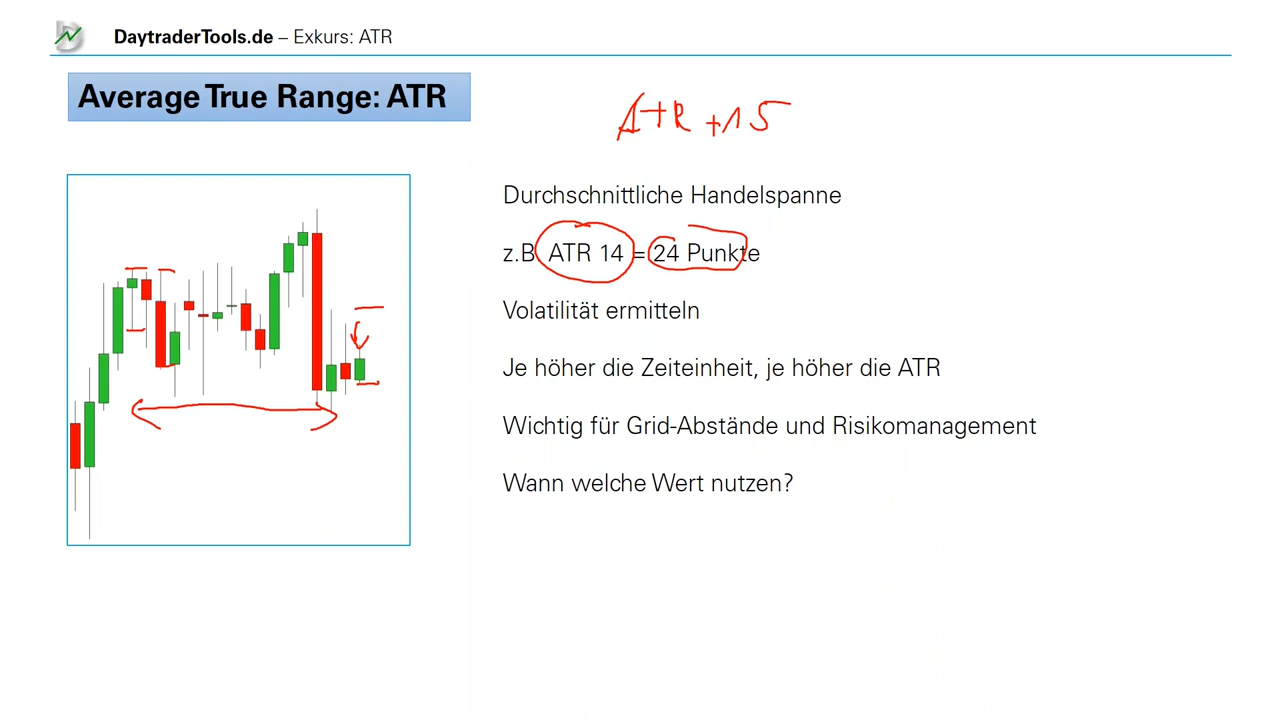 DaytraderTools.de – Exkurs: ATR
Average True Range: ATR
ATR +15
Durchschnittliche Handelspanne
z.B ATR 14 = 24 Punkte
Volatilität ermitteln
Je höher die Zeiteinheit, je höher die ATR
Wichtig für Grid-Abstände und Risikomanagement
Wann welche Wert nutzen?